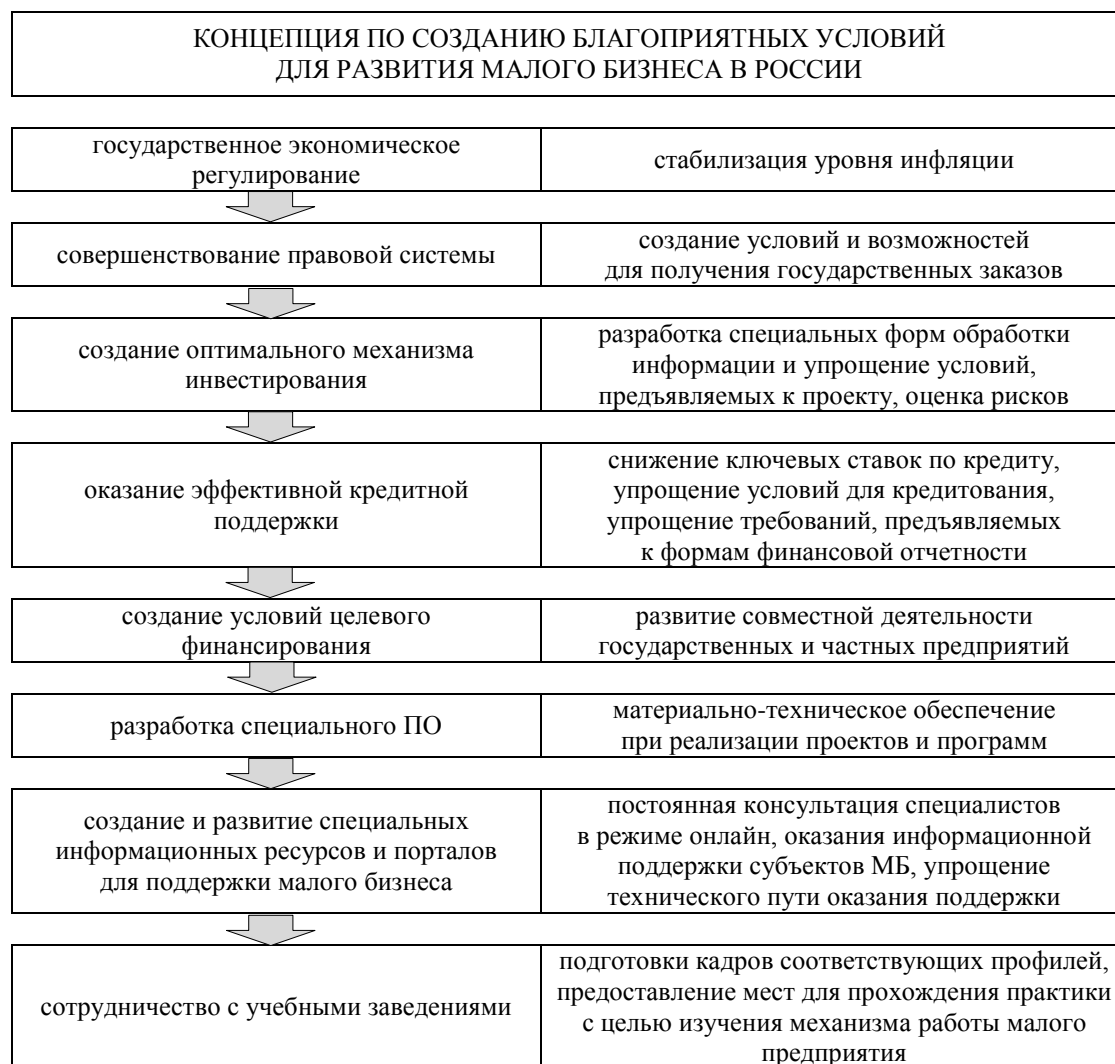 КОНЦЕПЦИЯ ПО СОЗДАНИЮ БЛАГОПРИЯТНЫХ УСЛОВИЙ
ДЛЯ РАЗВИТИЯ МАЛОГО БИЗНЕСА В РОССИИ
государственное экономическое
регулирование
стабилизация уровня инфляции
совершенствование правовой системы
создание условий и возможностей
для получения государственных заказов
создание оптимального механизма
инвестирования
разработка специальных форм обработки
информации и упрощение условий,
предъявляемых к проекту, оценка рисков
оказание эффективной кредитной
поддержки
снижение ключевых ставок по кредиту,
упрощение условий для кредитования,
упрощение требований, предъявляемых
к формам финансовой отчетности
создание условий целевого
финансирования
развитие совместной деятельности
государственных и частных предприятий
разработка специального ПО
материально-техническое обеспечение
при реализации проектов и программ
создание и развитие специальных
информационных ресурсов и порталов
для поддержки малого бизнеса
постоянная консультация специалистов
в режиме онлайн, оказания информационной
поддержки субъектов МБ, упрощение
технического пути оказания поддержки
сотрудничество с учебными заведениями
подготовки кадров соответствующих профилей,
предоставление мест для прохождения практики
с целью изучения механизма работы малого
предприятия